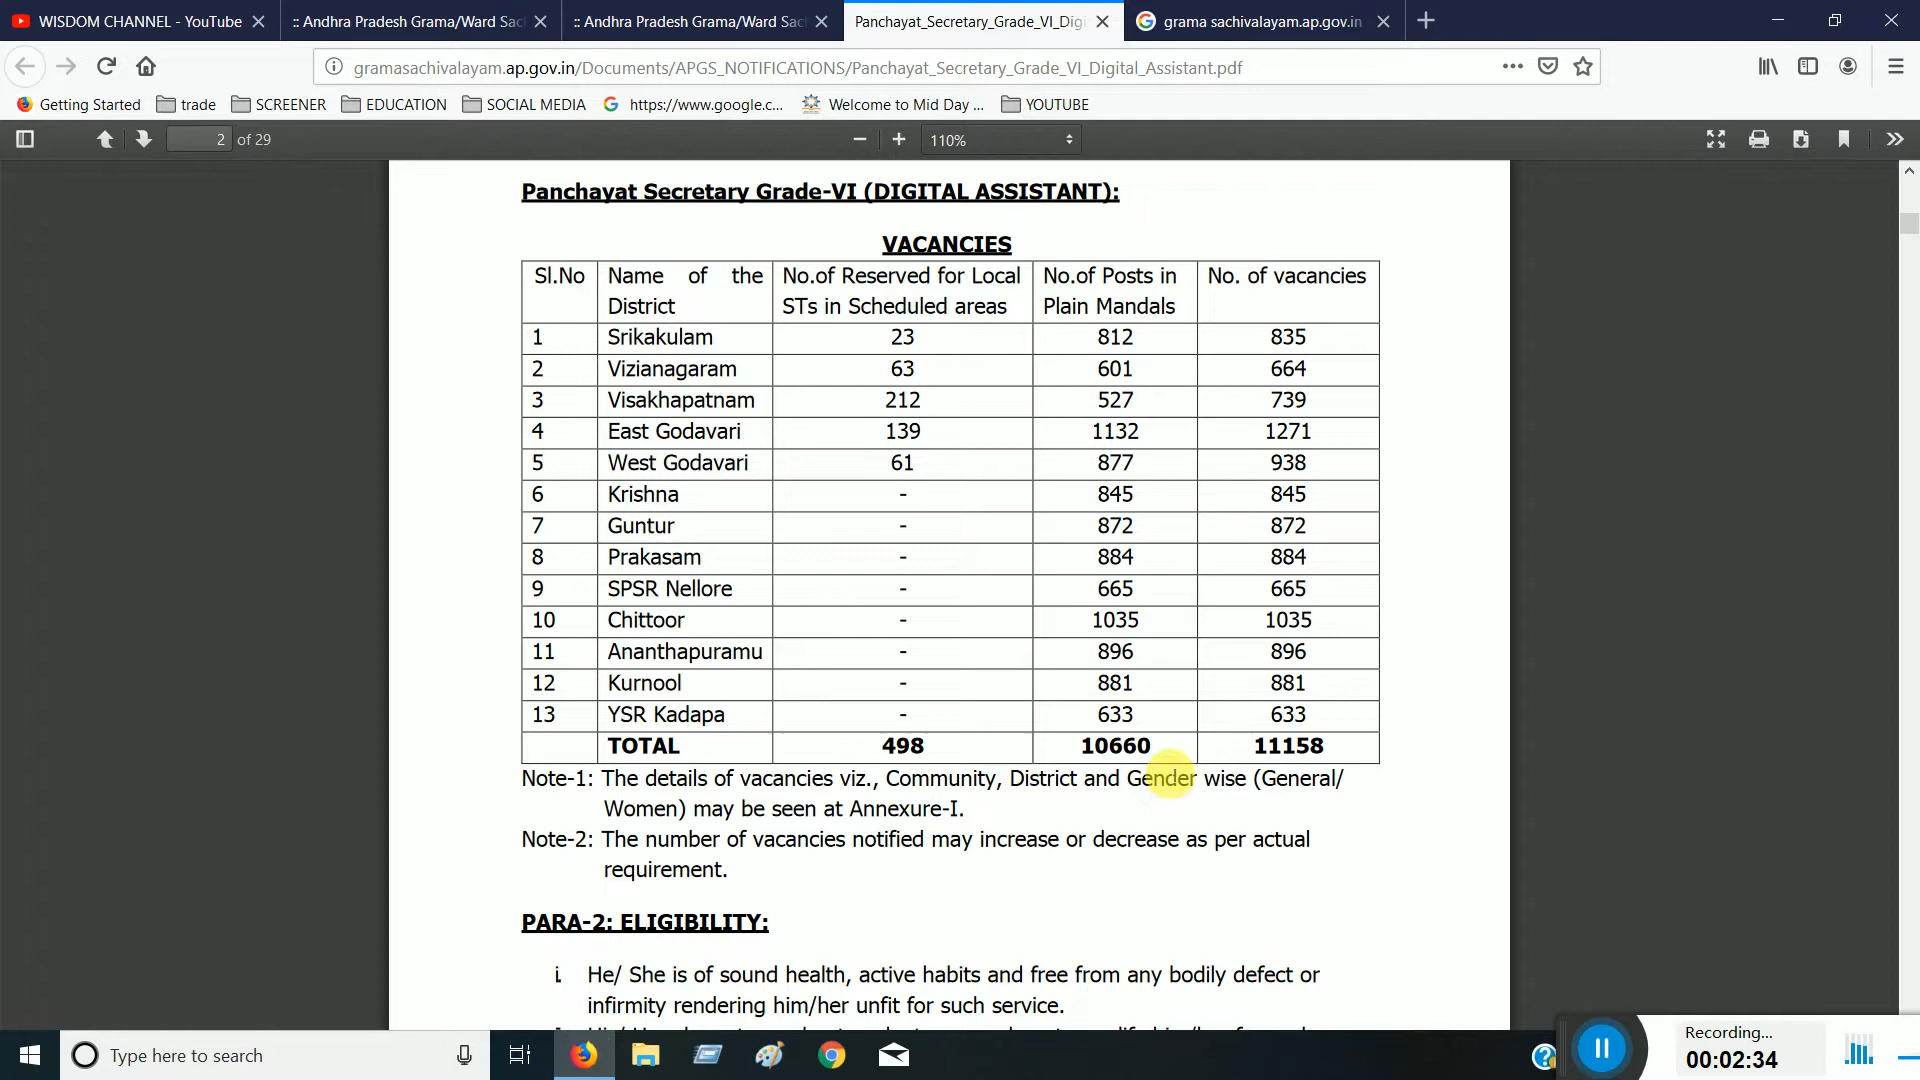 WISDOM CHANNEL - YouTube
:: Andhra Pradesh Grama/Ward Sac
:: Andhra Pradesh Grama/Ward Sac
Panchayat_Secretary_Grade_VI_Digi
grama sachivalayam.ap.gov.in
gramasachivalayam.ap.gov.in/Documents/APGS_NOTIFICATIONS/Panchayat_Secretary_Grade_VI_Digital_Assistant.pdf
Getting Started trade SCREENER EDUCATION SOCIAL MEDIA https://www.google.c... Welcome to Mid Day ... YOUTUBE
2 of 29 110%
Panchayat Secretary Grade-VI (DIGITAL ASSISTANT):
VACANCIES
Sl.No Name of the District No.of Reserved for Local STs in Scheduled areas No.of Posts in Plain Mandals No. of vacancies
1 Srikakulam 23 812 835
2 Vizianagaram 63 601 664
3 Visakhapatnam 212 527 739
4 East Godavari 139 1132 1271
5 West Godavari 61 877 938
6 Krishna - 845 845
7 Guntur - 872 872
8 Prakasam - 884 884
9 SPSR Nellore - 665 665
10 Chittoor - 1035 1035
11 Ananthapuramu - 896 896
12 Kurnool - 881 881
13 YSR Kadapa - 633 633
TOTAL 498 10660 11158
Note-1: The details of vacancies viz., Community, District and Gender wise (General/
Women) may be seen at Annexure-I.
Note-2: The number of vacancies notified may increase or decrease as per actual
requirement.
PARA-2: ELIGIBILITY:
i. He/ She is of sound health, active habits and free from any bodily defect or
infirmity rendering him/her unfit for such service.
Type here to search
Recording...
00:02:34